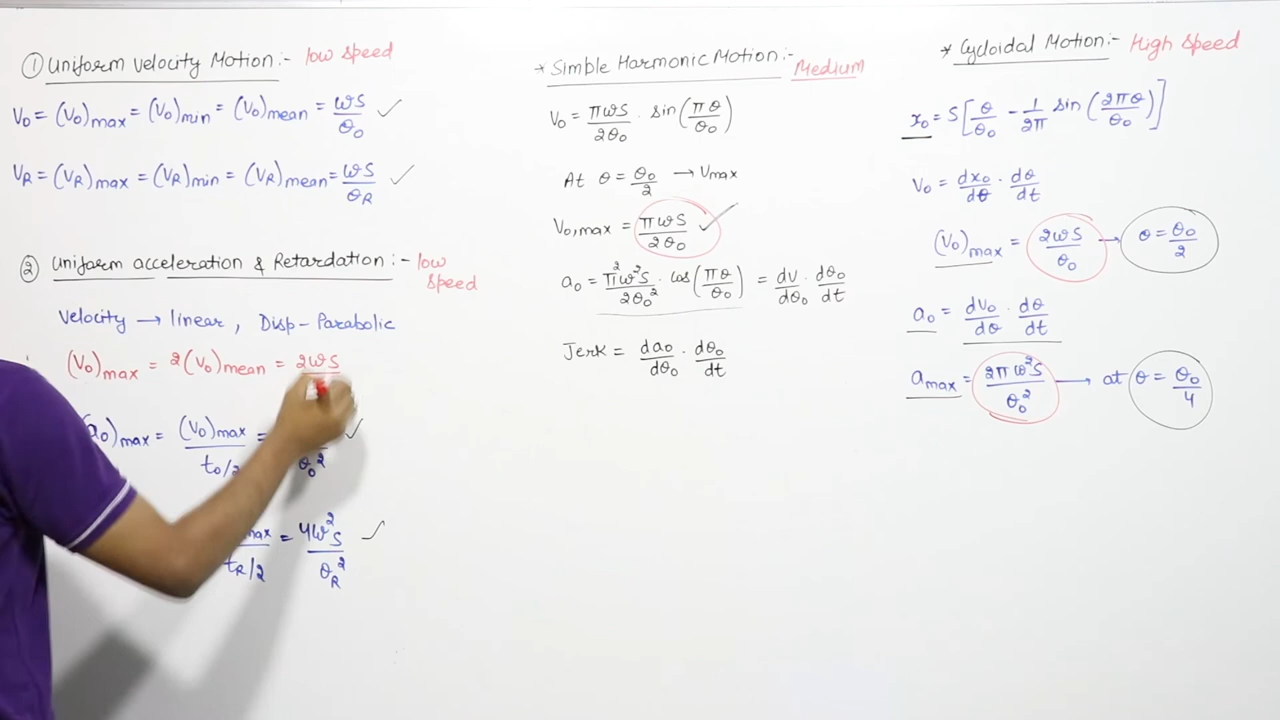 ① Uniform Velocity Motion :- low speed
V₀ = (V₀)max = (V₀)min = (V₀)mean = ωS/θ₀ ✓
V_R = (V_R)max = (V_R)min = (V_R)mean = ωS/θ_R ✓
② Uniform acceleration & Retardation :- low speed
Velocity → linear, Disp - Parabolic
(V₀)max = 2(V₀)mean = 2ωS
a₀)max = (V₀)max / t₀/2 =
θ₀² ✓
max / t_R/2 = 4ω²S/θ_R² ✓
* Simble Harmonic Motion :- Medium
V₀ = πωS/2θ₀ · sin(πθ/θ₀)
At θ = θ₀/2 → Vmax
V₀,max = πωS/2θ₀ ✓
a₀ = π²ω²S/2θ₀² · cos(πθ/θ₀) = dv/dθ₀ · dθ₀/dt
Jerk = da₀/dθ₀ · dθ₀/dt
* Cycloidal Motion :- High Speed
x₀ = S[θ/θ₀ - 1/2π sin(2πθ/θ₀)]
V₀ = dx₀/dθ · dθ/dt
(V₀)max = 2ωS/θ₀ → θ = θ₀/2
a₀ = dV₀/dθ · dθ/dt
amax = 2πω²S/θ₀² → at θ = θ₀/4